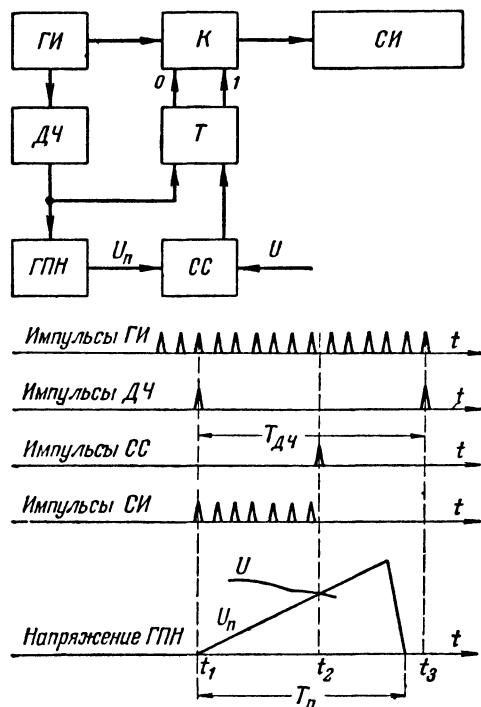 ГИ К СИ
0 1
ДЧ Т
ГПН Uп СС U
Импульсы ГИ t
Импульсы ДЧ t
TДЧ
Импульсы СС t
Импульсы СИ t
U
Uп
Напряжение ГПН t
t1 t2 t3
Tп